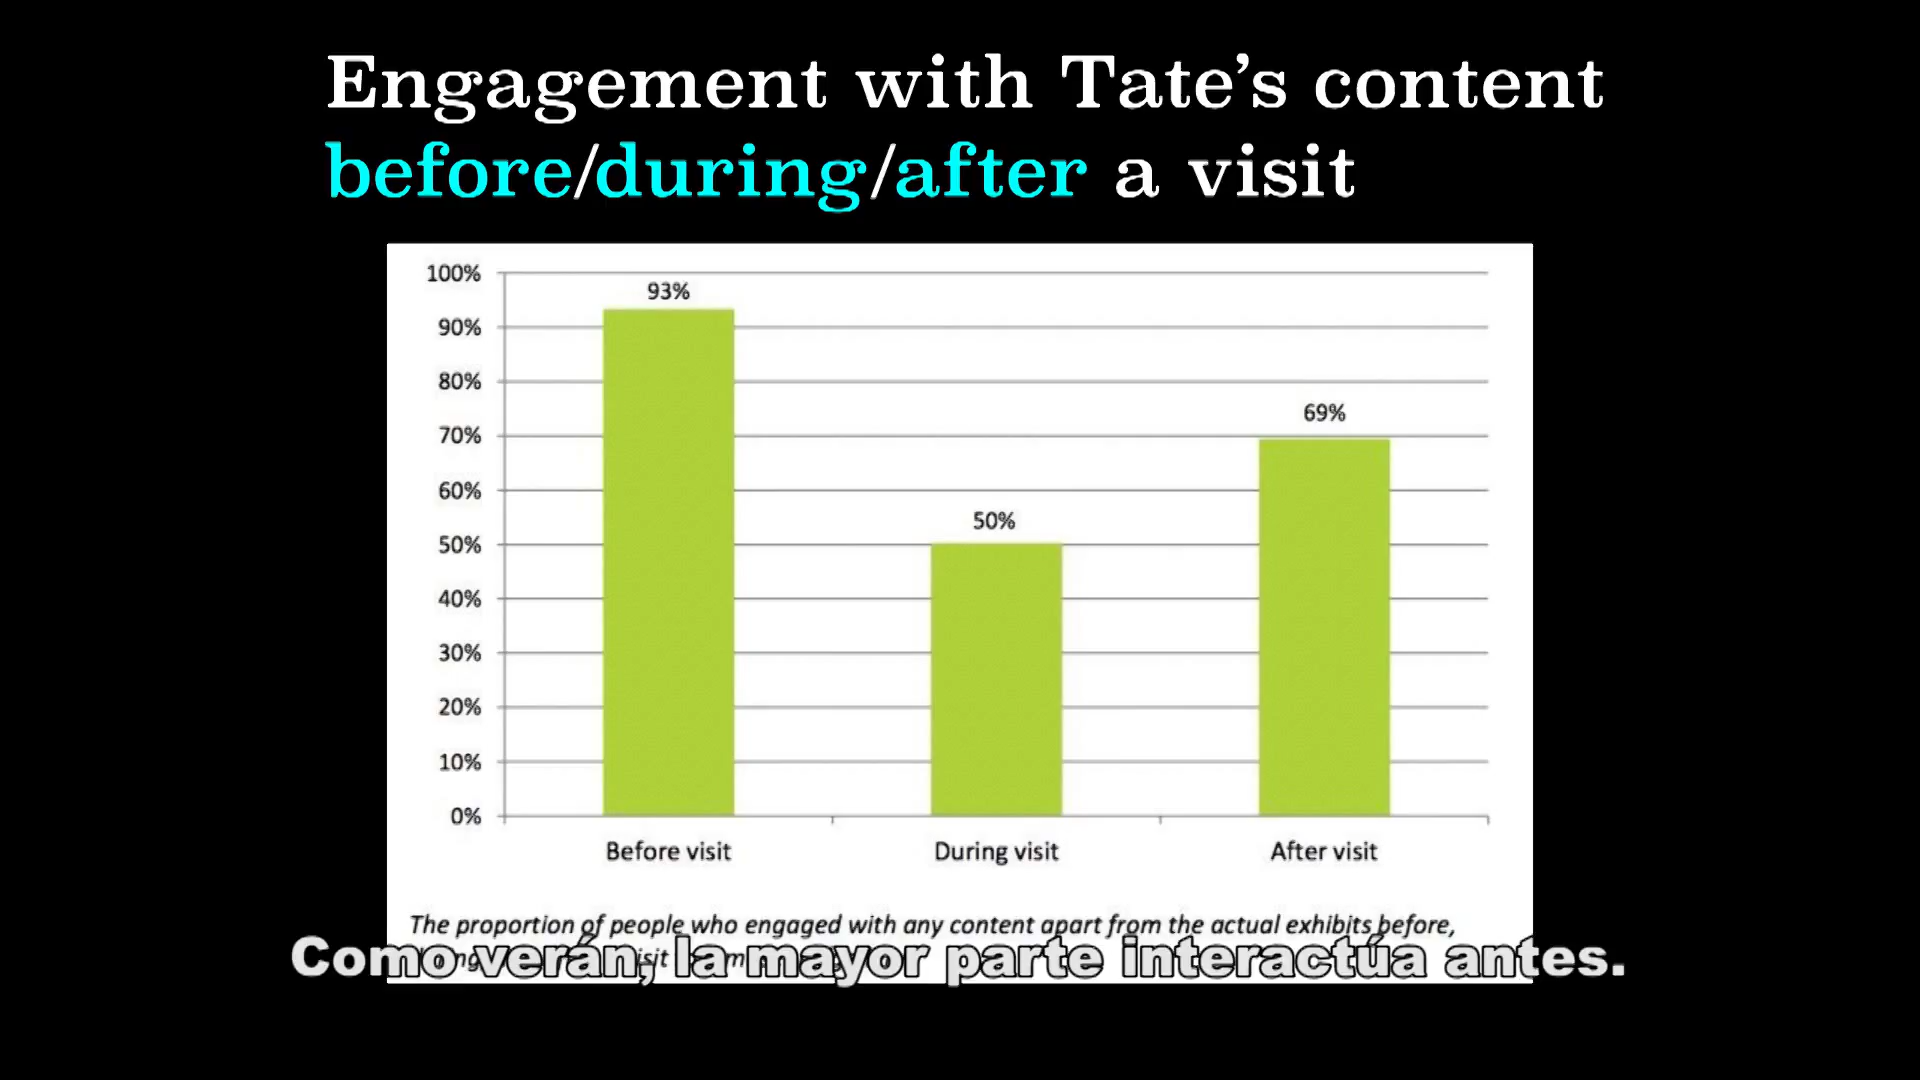 Engagement with Tate's content
before/during/after a visit
100%
93%
90%
80%
69%
70%
60%
50%
50%
40%
30%
20%
10%
0%
Before visit During visit After visit
The proportion of people who engaged with any content apart from the actual exhibits before,
Como verán, la mayor parte interactúa antes.